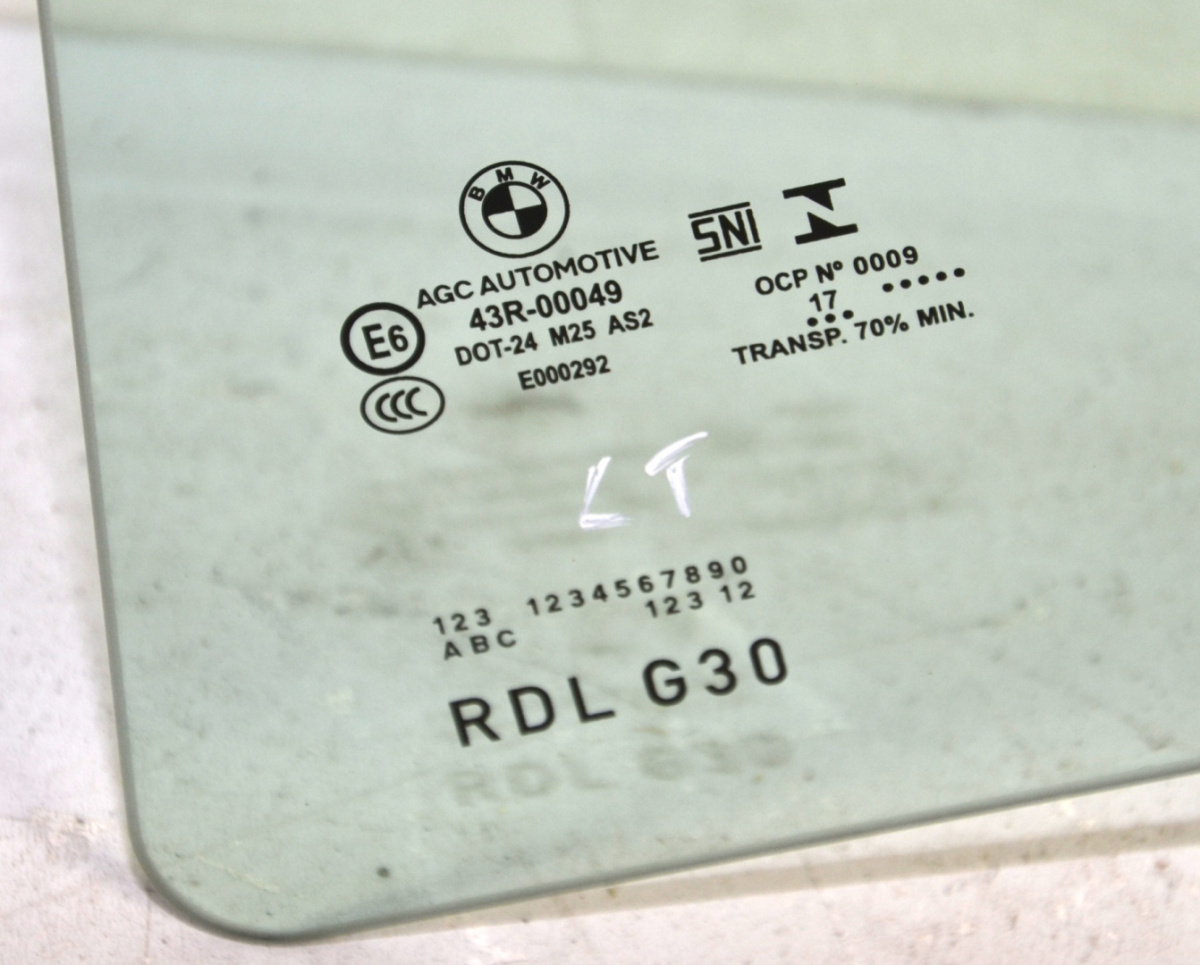 BMW
AGC AUTOMOTIVE
43R-00049
DOT-24 M25 AS2
E000292
E6
CCC
SNI
OCP Nº 0009
17 •••••
•••
TRANSP. 70% MIN.
LT
123 1234567890
ABC 123 12
RDL G30